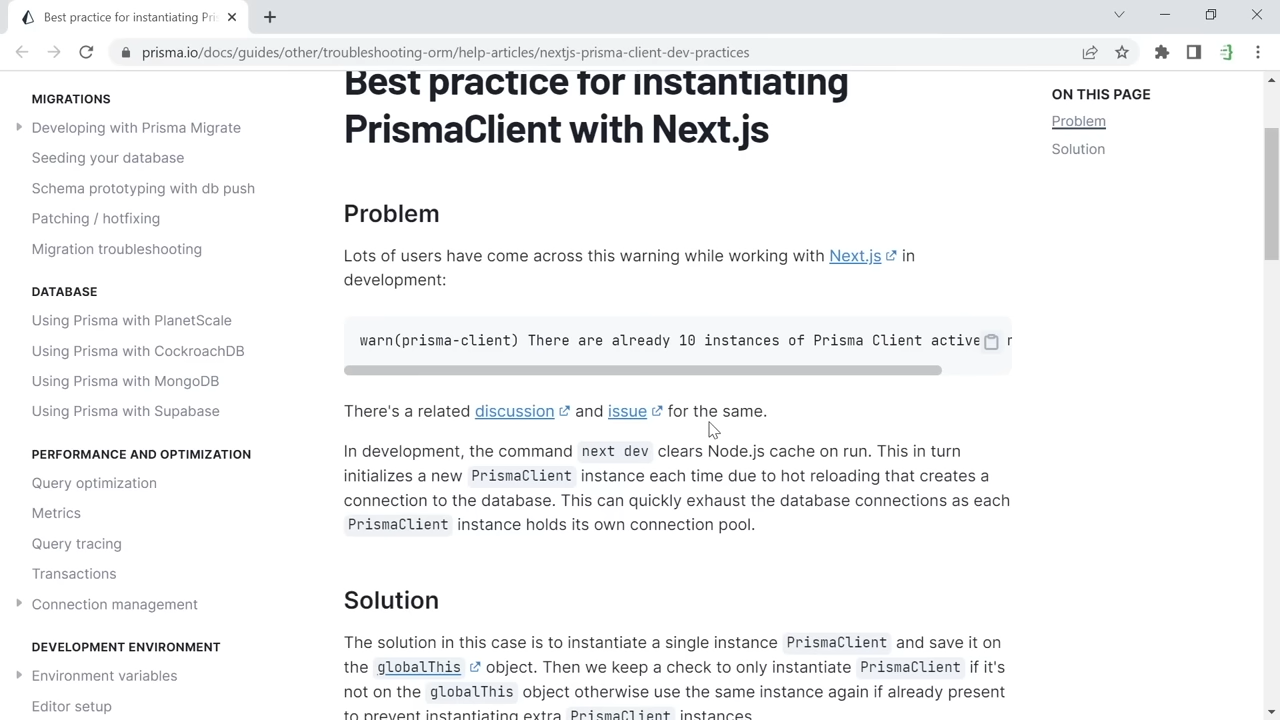 Best practice for instantiating Pri
prisma.io/docs/guides/other/troubleshooting-orm/help-articles/nextjs-prisma-client-dev-practices
MIGRATIONS
Developing with Prisma Migrate
Seeding your database
Schema prototyping with db push
Patching / hotfixing
Migration troubleshooting
DATABASE
Using Prisma with PlanetScale
Using Prisma with CockroachDB
Using Prisma with MongoDB
Using Prisma with Supabase
PERFORMANCE AND OPTIMIZATION
Query optimization
Metrics
Query tracing
Transactions
Connection management
DEVELOPMENT ENVIRONMENT
Environment variables
Editor setup
Best practice for instantiating
PrismaClient with Next.js
Problem
Lots of users have come across this warning while working with Next.js in
development:
warn(prisma-client) There are already 10 instances of Prisma Client active
There's a related discussion and issue for the same.
In development, the command next dev clears Node.js cache on run. This in turn
initializes a new PrismaClient instance each time due to hot reloading that creates a
connection to the database. This can quickly exhaust the database connections as each
PrismaClient instance holds its own connection pool.
Solution
The solution in this case is to instantiate a single instance PrismaClient and save it on
the globalThis object. Then we keep a check to only instantiate PrismaClient if it's
not on the globalThis object otherwise use the same instance again if already present
to prevent instantiating extra PrismaClient instances.
ON THIS PAGE
Problem
Solution